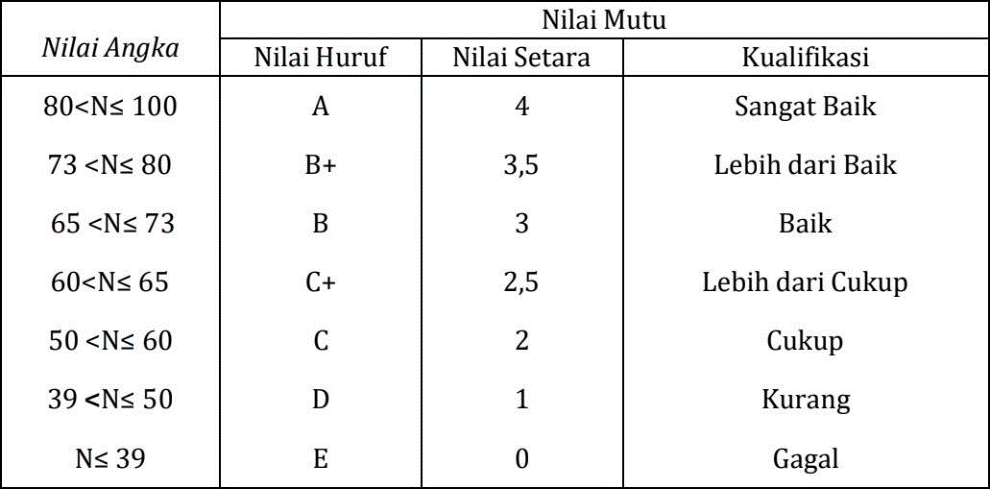 Nilai Angka Nilai Mutu
Nilai Huruf Nilai Setara Kualifikasi
80<N≤ 100 A 4 Sangat Baik
73 <N≤ 80 B+ 3,5 Lebih dari Baik
65 <N≤ 73 B 3 Baik
60<N≤ 65 C+ 2,5 Lebih dari Cukup
50 <N≤ 60 C 2 Cukup
39 <N≤ 50 D 1 Kurang
N≤ 39 E 0 Gagal